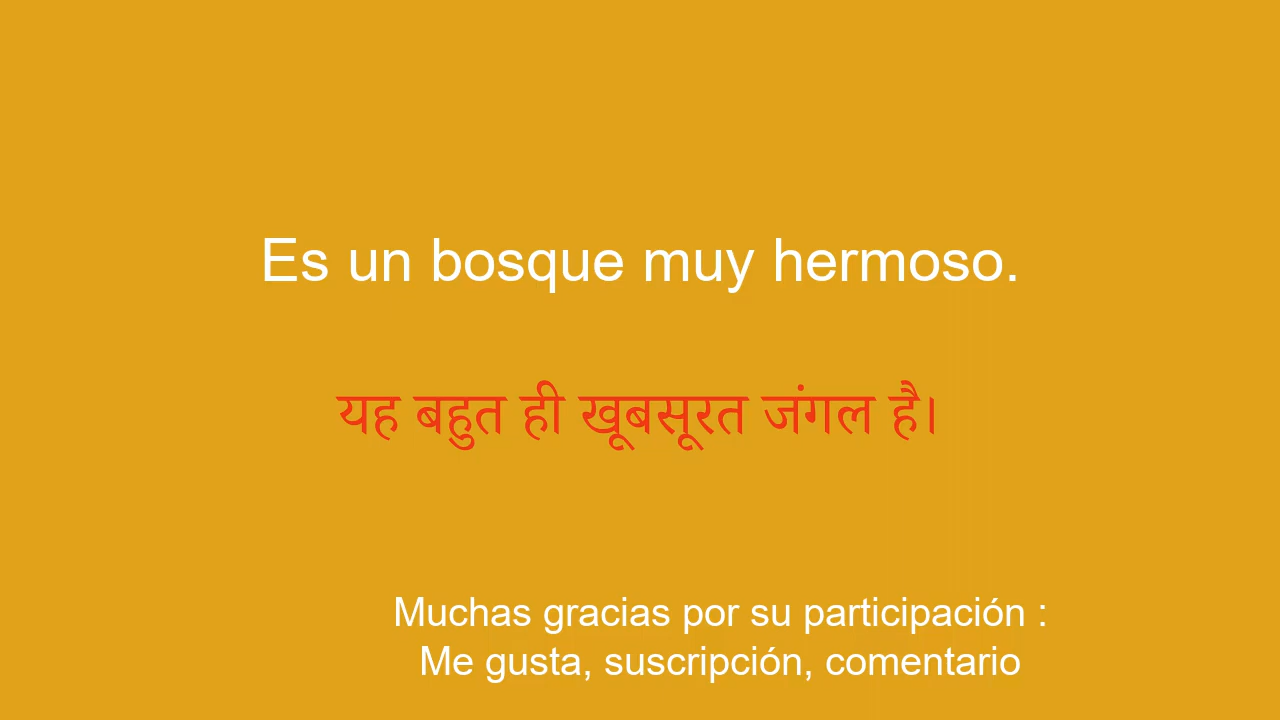 Es un bosque muy hermoso.
यह बहुत ही खूबसूरत जंगल है।
Muchas gracias por su participación :
Me gusta, suscripción, comentario